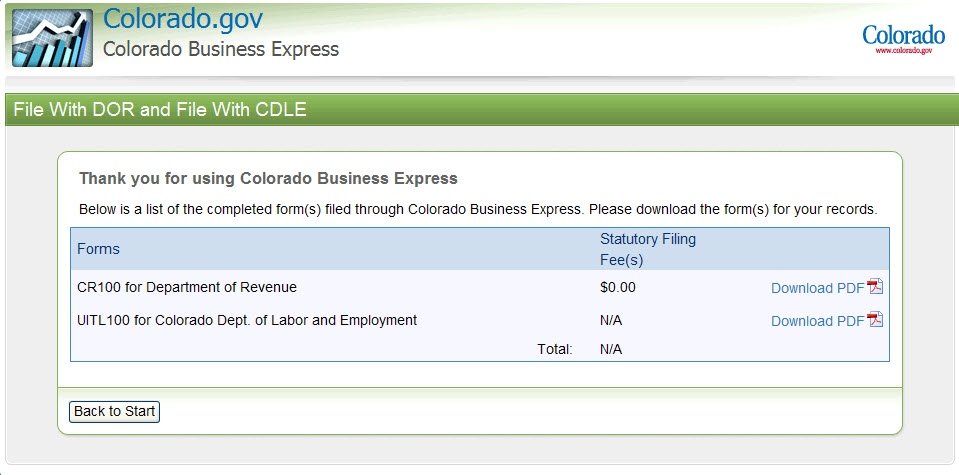 Colorado.gov
Colorado Business Express
Colorado
www.colorado.gov
File With DOR and File With CDLE
Thank you for using Colorado Business Express
Below is a list of the completed form(s) filed through Colorado Business Express. Please download the form(s) for your records.
Forms
Statutory Filing
Fee(s)
CR100 for Department of Revenue $0.00 Download PDF
UITL100 for Colorado Dept. of Labor and Employment N/A Download PDF
Total: N/A
Back to Start